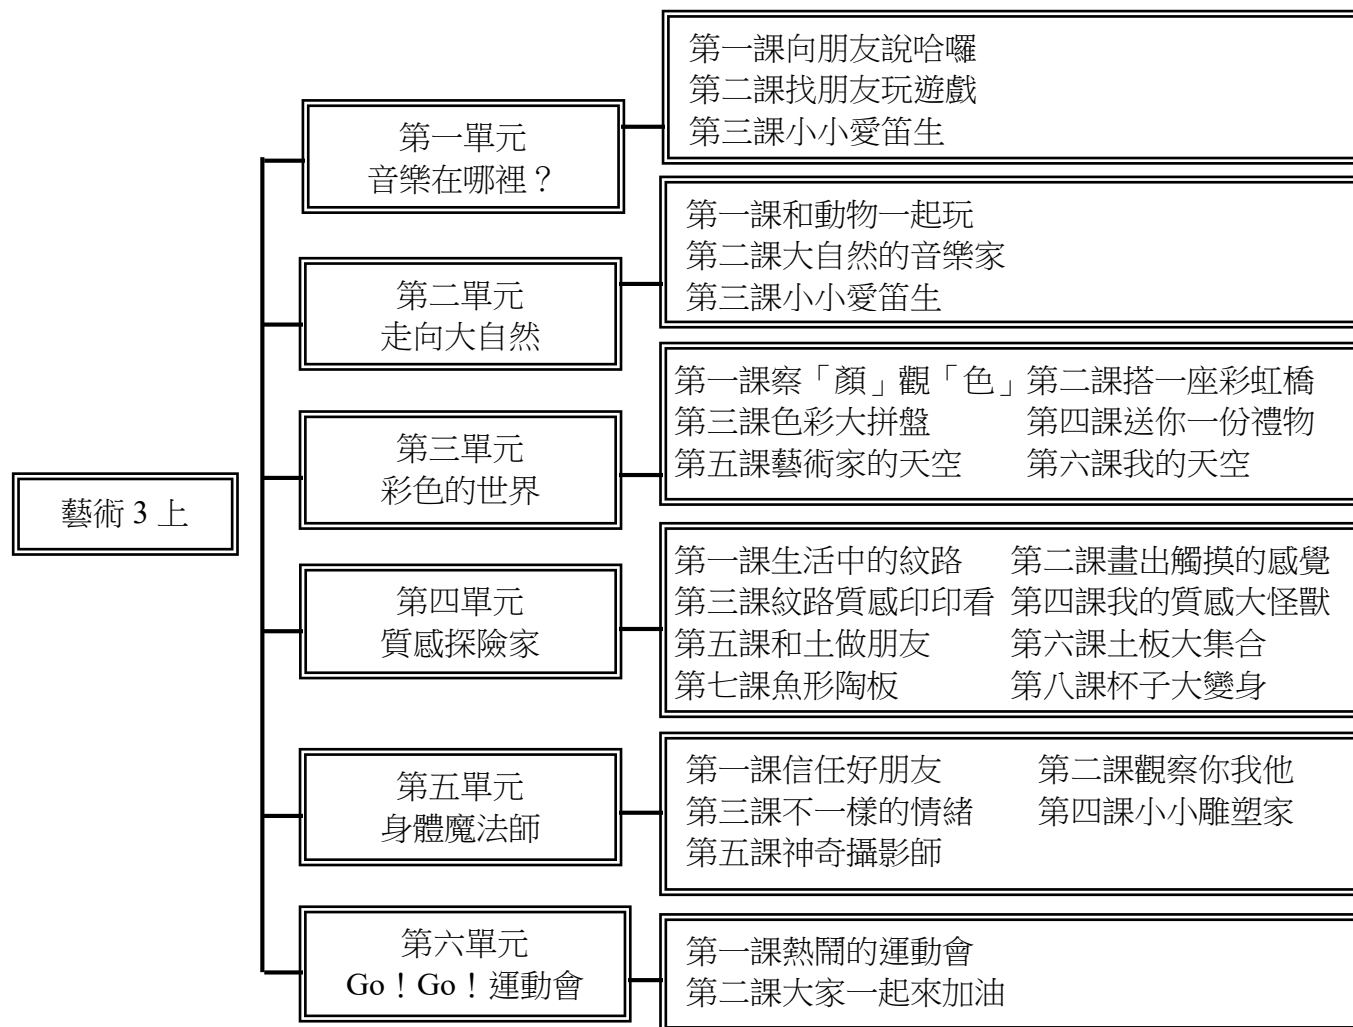 藝術 3 上
第一單元
音樂在哪裡？
第一課向朋友說哈囉
第二課找朋友玩遊戲
第三課小小愛笛生
第二單元
走向大自然
第一課和動物一起玩
第二課大自然的音樂家
第三課小小愛笛生
第三單元
彩色的世界
第一課察「顏」觀「色」第二課搭一座彩虹橋
第三課色彩大拼盤 第四課送你一份禮物
第五課藝術家的天空 第六課我的天空
第四單元
質感探險家
第一課生活中的紋路 第二課畫出觸摸的感覺
第三課紋路質感印印看 第四課我的質感大怪獸
第五課和土做朋友 第六課土板大集合
第七課魚形陶板 第八課杯子大變身
第五單元
身體魔法師
第一課信任好朋友 第二課觀察你我他
第三課不一樣的情緒 第四課小小雕塑家
第五課神奇攝影師
第六單元
Go！Go！運動會
第一課熱鬧的運動會
第二課大家一起來加油